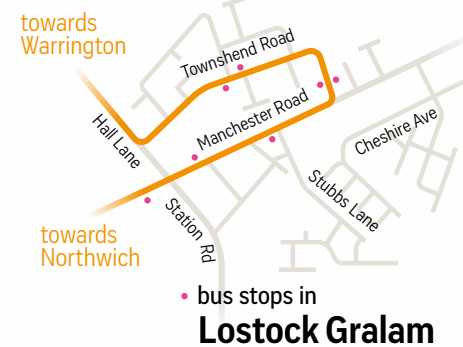 towards
Warrington
Townshend Road
Hall Lane
Manchester Road
Cheshire Ave
Stubbs Lane
Station Rd
towards
Northwich
bus stops in
Lostock Gralam